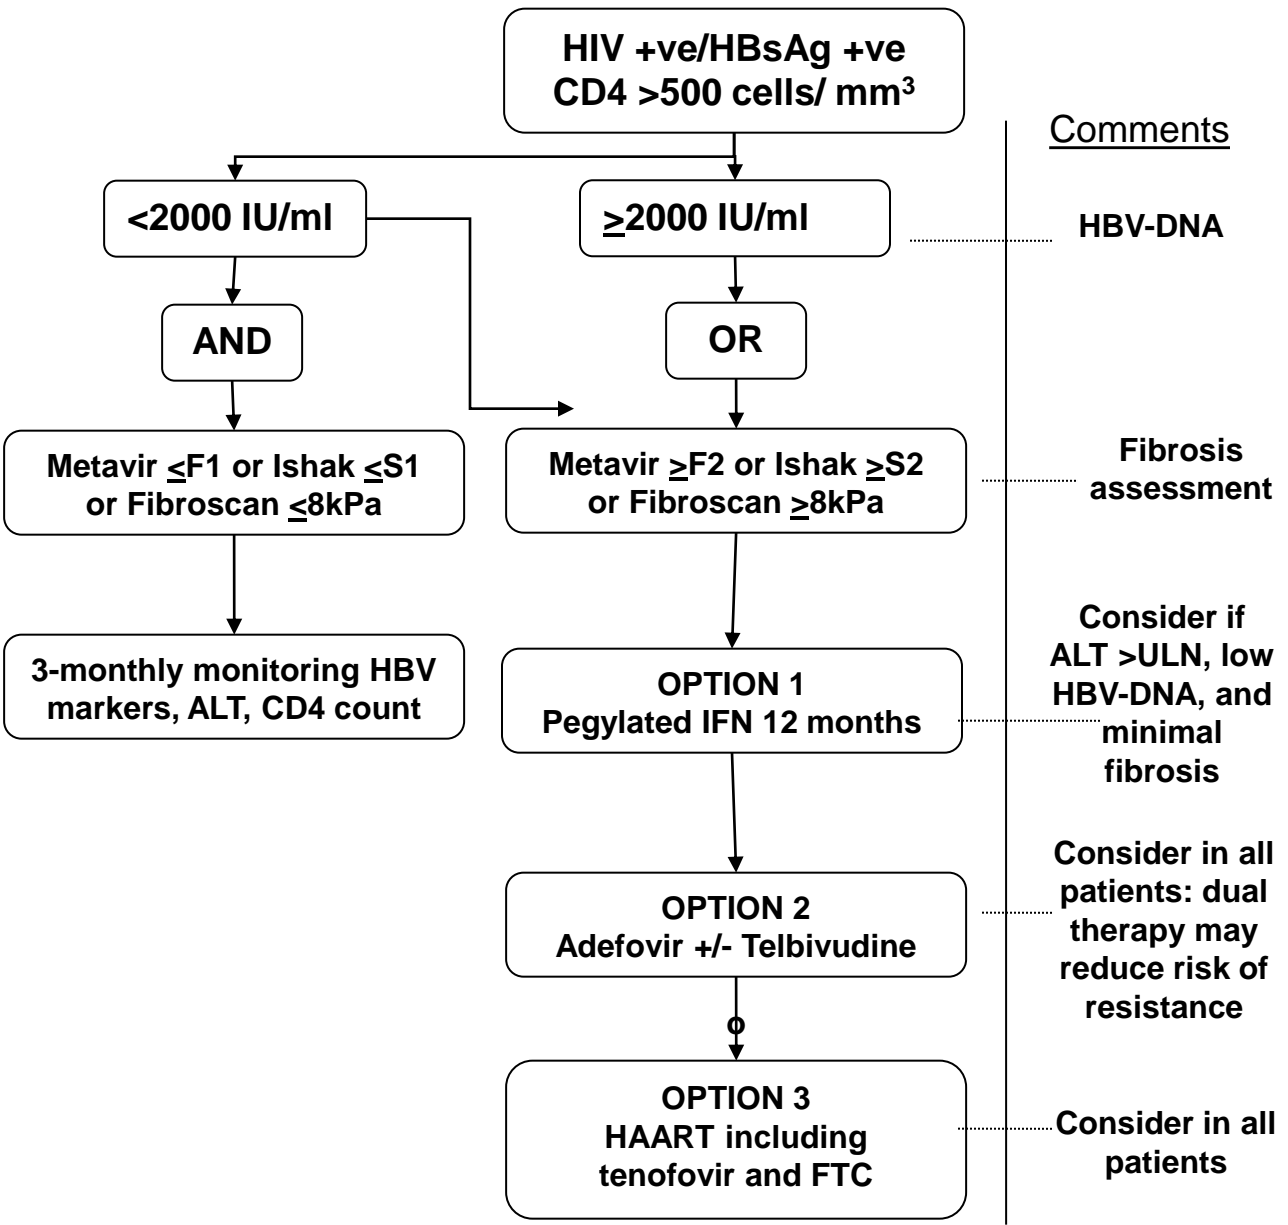 HIV +ve/HBsAg +ve
CD4 >500 cells/ mm³
Comments
<2000 IU/ml
≥2000 IU/ml
HBV-DNA
AND
OR
Metavir ≤F1 or Ishak ≤S1
or Fibroscan ≤8kPa
Metavir ≥F2 or Ishak ≥S2
or Fibroscan ≥8kPa
Fibrosis
assessment
3-monthly monitoring HBV
markers, ALT, CD4 count
OPTION 1
Pegylated IFN 12 months
Consider if
ALT >ULN, low
HBV-DNA, and
minimal
fibrosis
OPTION 2
Adefovir +/- Telbivudine
Consider in all
patients: dual
therapy may
reduce risk of
resistance
o
OPTION 3
HAART including
tenofovir and FTC
Consider in all
patients